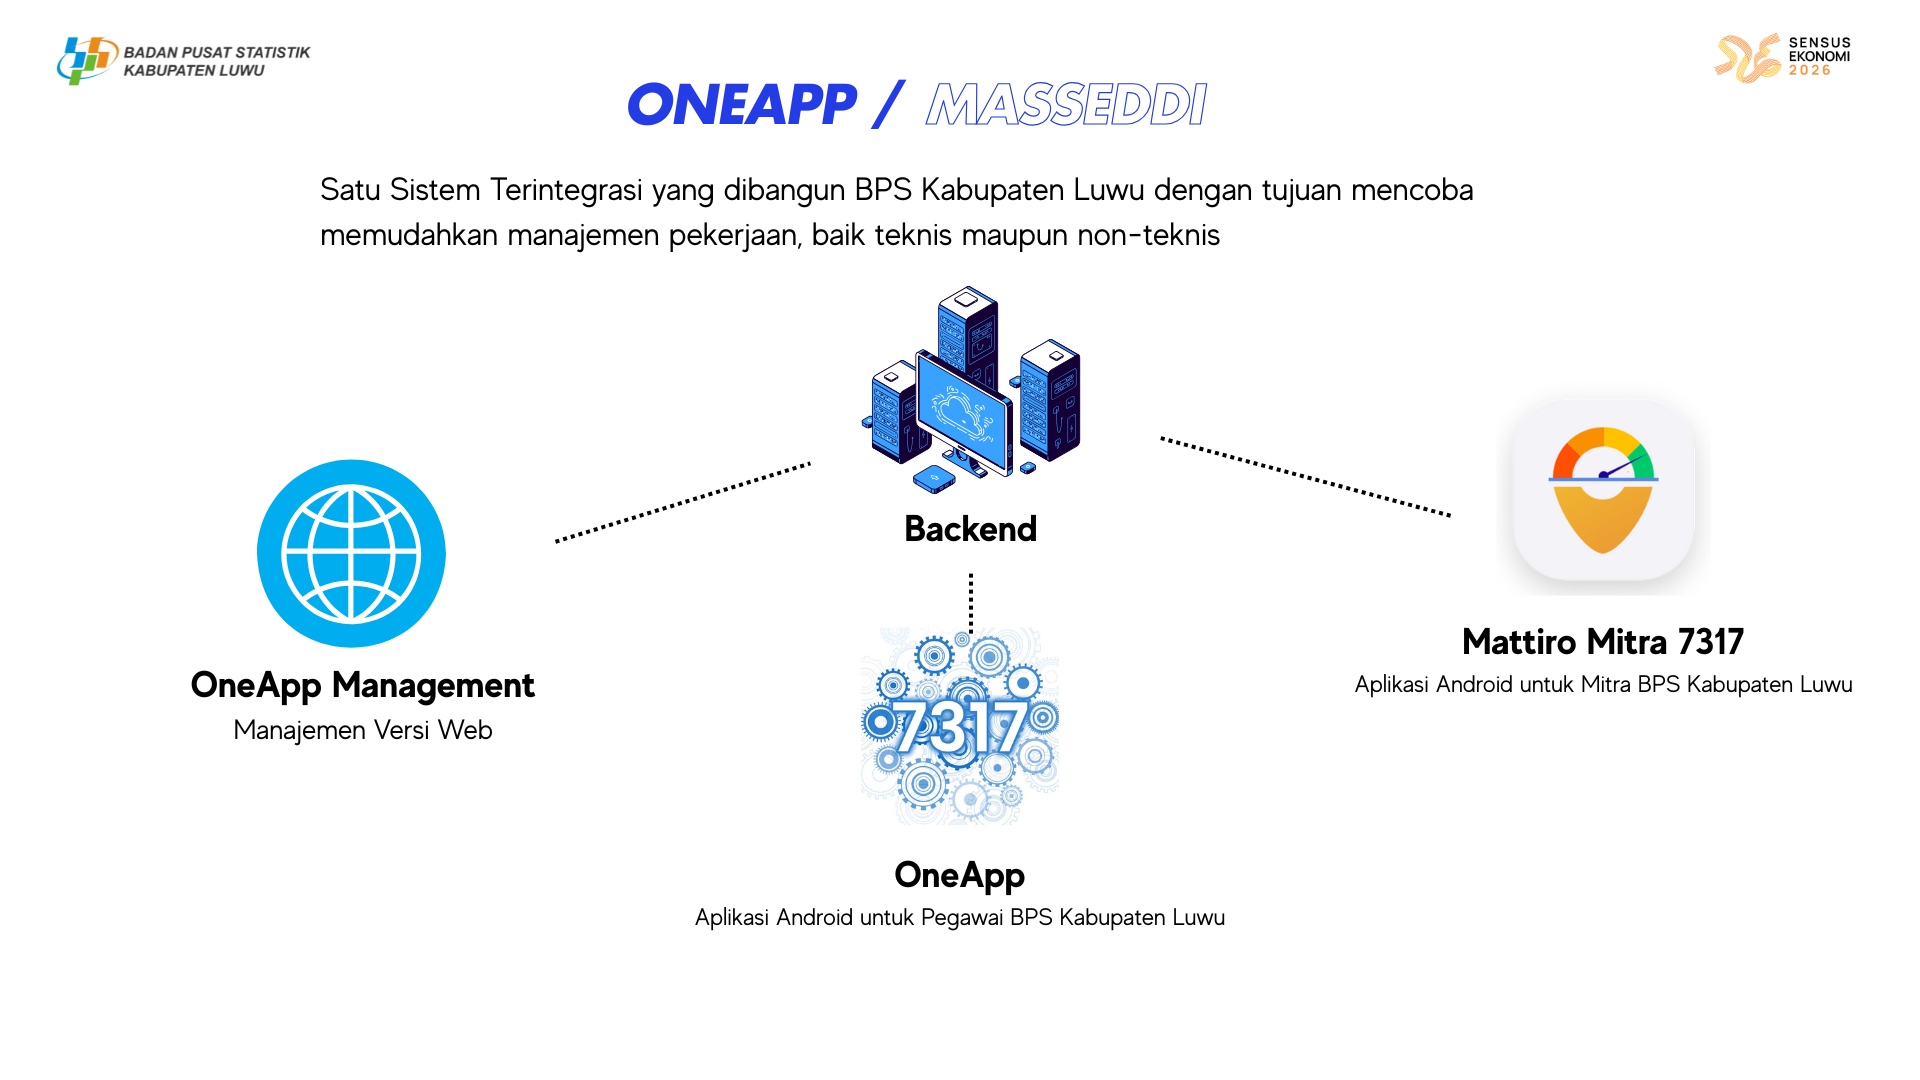 BADAN PUSAT STATISTIK
KABUPATEN LUWU
SENSUS
EKONOMI
2026
ONEAPP / MASSEDDI
Satu Sistem Terintegrasi yang dibangun BPS Kabupaten Luwu dengan tujuan mencoba
memudahkan manajemen pekerjaan, baik teknis maupun non-teknis
Backend
OneApp Management
Manajemen Versi Web
Mattiro Mitra 7317
Aplikasi Android untuk Mitra BPS Kabupaten Luwu
7317
OneApp
Aplikasi Android untuk Pegawai BPS Kabupaten Luwu